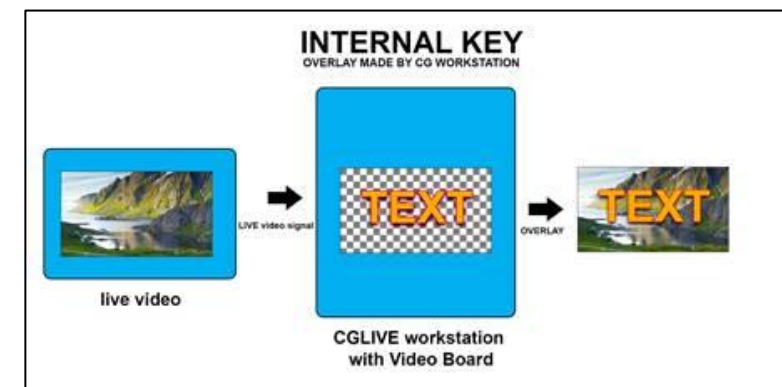 INTERNAL KEY
OVERLAY MADE BY CG WORKSTATION
LIVE video signal
TEXT
OVERLAY
TEXT
live video
CGLIVE workstation
with Video Board